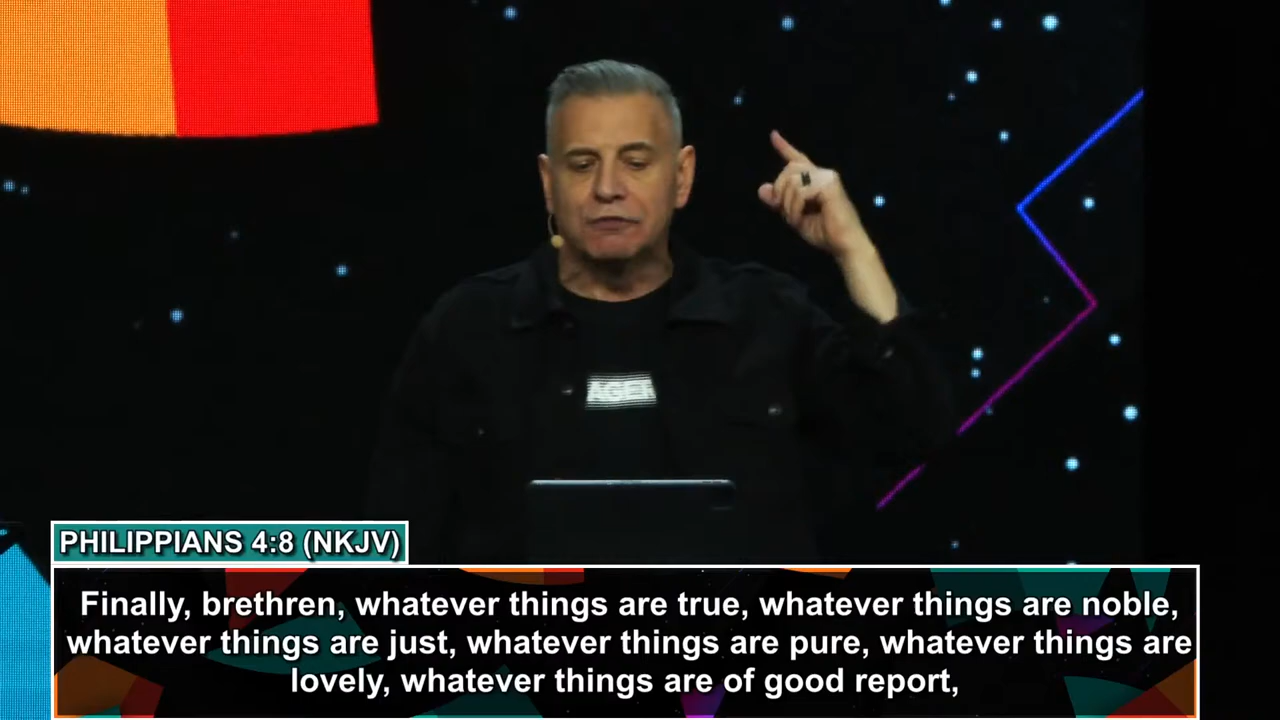 PHILIPPIANS 4:8 (NKJV)
Finally, brethren, whatever things are true, whatever things are noble,
whatever things are just, whatever things are pure, whatever things are
lovely, whatever things are of good report,